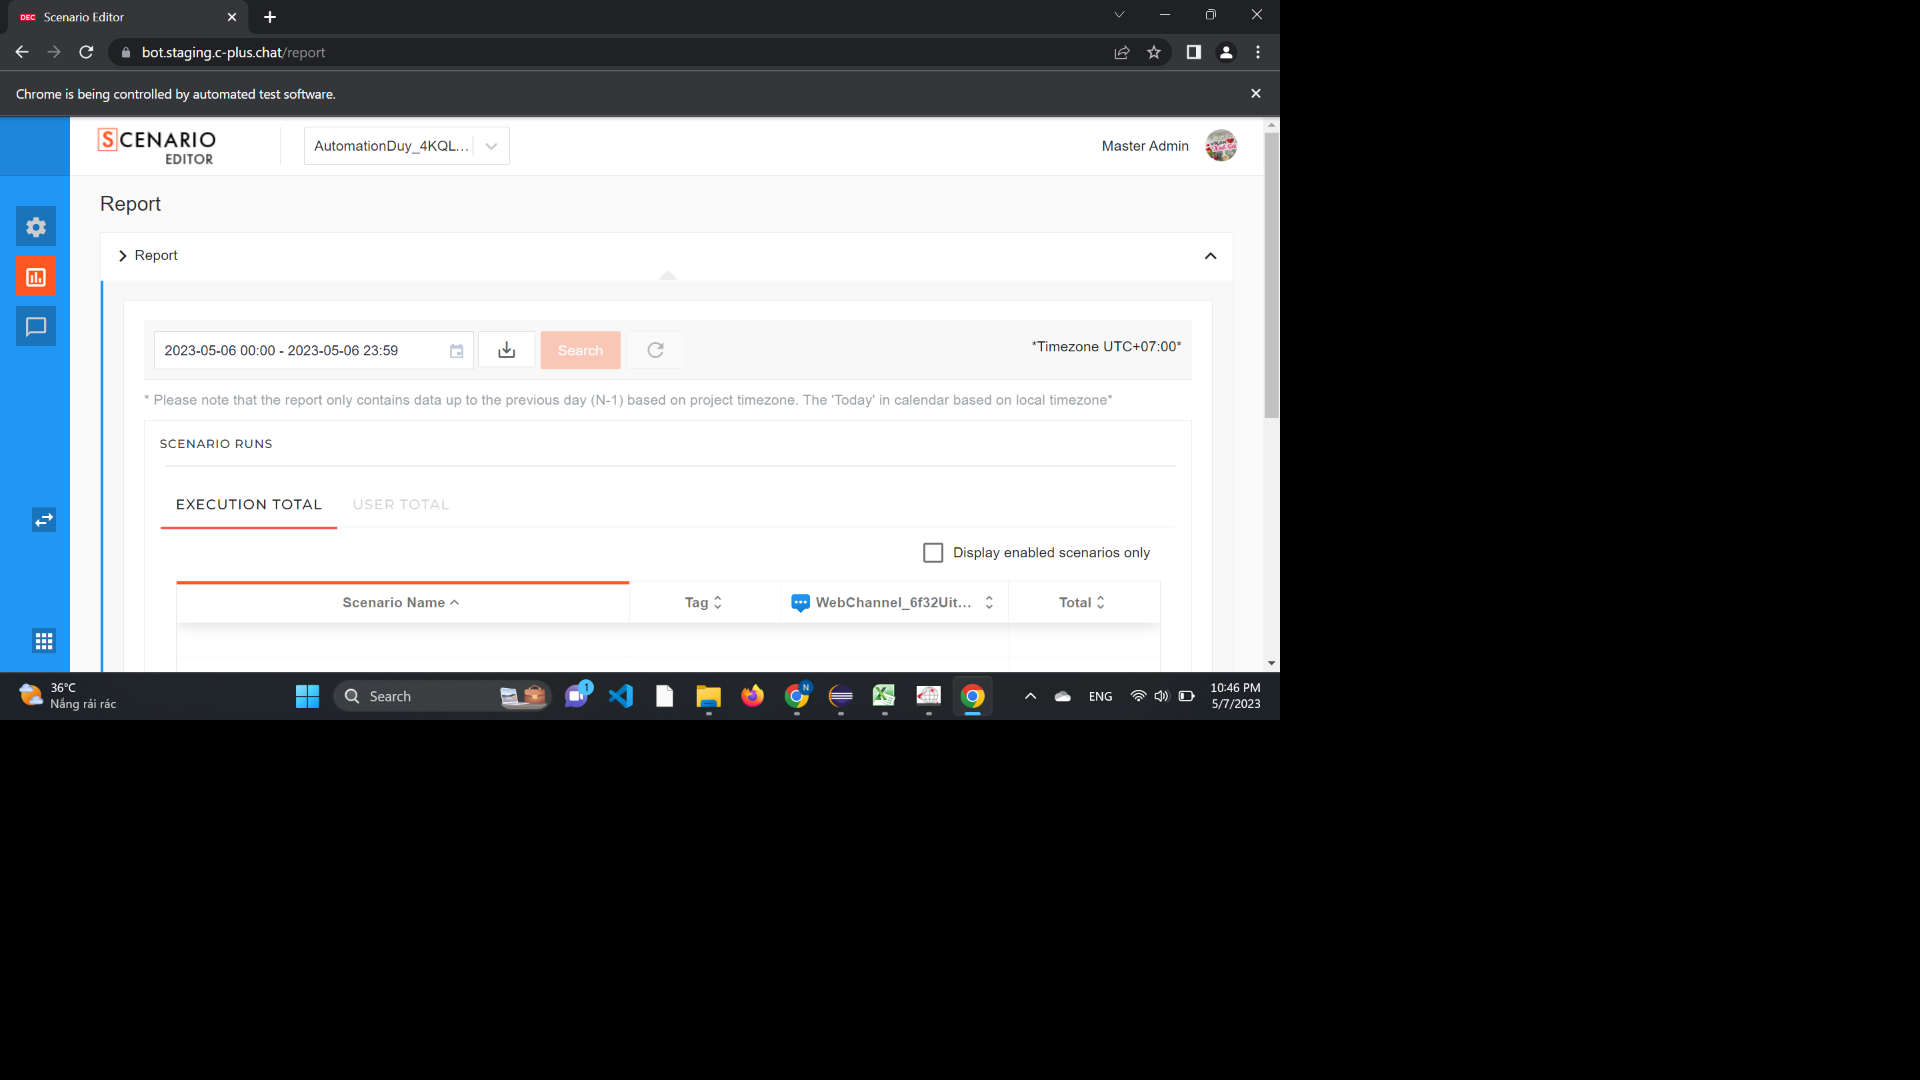 DEC Scenario Editor
bot.staging.c-plus.chat/report
Chrome is being controlled by automated test software.
SCENARIO
EDITOR
AutomationDuy_4KQL...
Master Admin
Report
Report
2023-05-06 00:00 - 2023-05-06 23:59
Search
*Timezone UTC+07:00*
* Please note that the report only contains data up to the previous day (N-1) based on project timezone. The 'Today' in calendar based on local timezone*
SCENARIO RUNS
EXECUTION TOTAL
USER TOTAL
Display enabled scenarios only
Scenario Name
Tag
WebChannel_6f32Uit...
Total
36°C
Nắng rải rác
Search
1
N
ENG
10:46 PM
5/7/2023